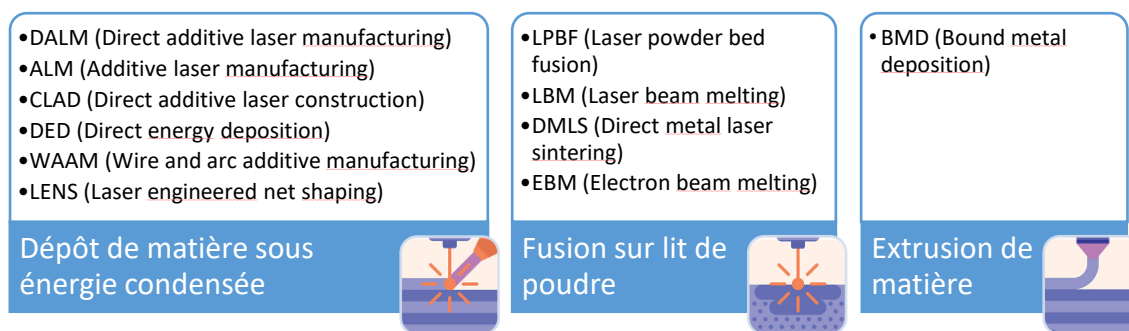 •DALM (Direct additive laser manufacturing)
•ALM (Additive laser manufacturing)
•CLAD (Direct additive laser construction)
•DED (Direct energy deposition)
•WAAM (Wire and arc additive manufacturing)
•LENS (Laser engineered net shaping)
Dépôt de matière sous
énergie condensée
•LPBF (Laser powder bed
fusion)
•LBM (Laser beam melting)
•DMLS (Direct metal laser
sintering)
•EBM (Electron beam melting)
Fusion sur lit de
poudre
• BMD (Bound metal
deposition)
Extrusion de
matière